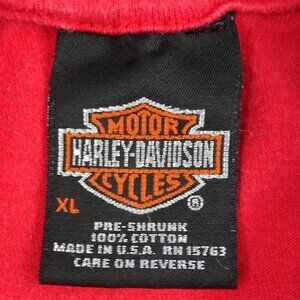 MOTOR
HARLEY-DAVIDSON
CYCLES
XL ®
PRE-SHRUNK
100% COTTON
MADE IN U.S.A. RN 15763
CARE ON REVERSE